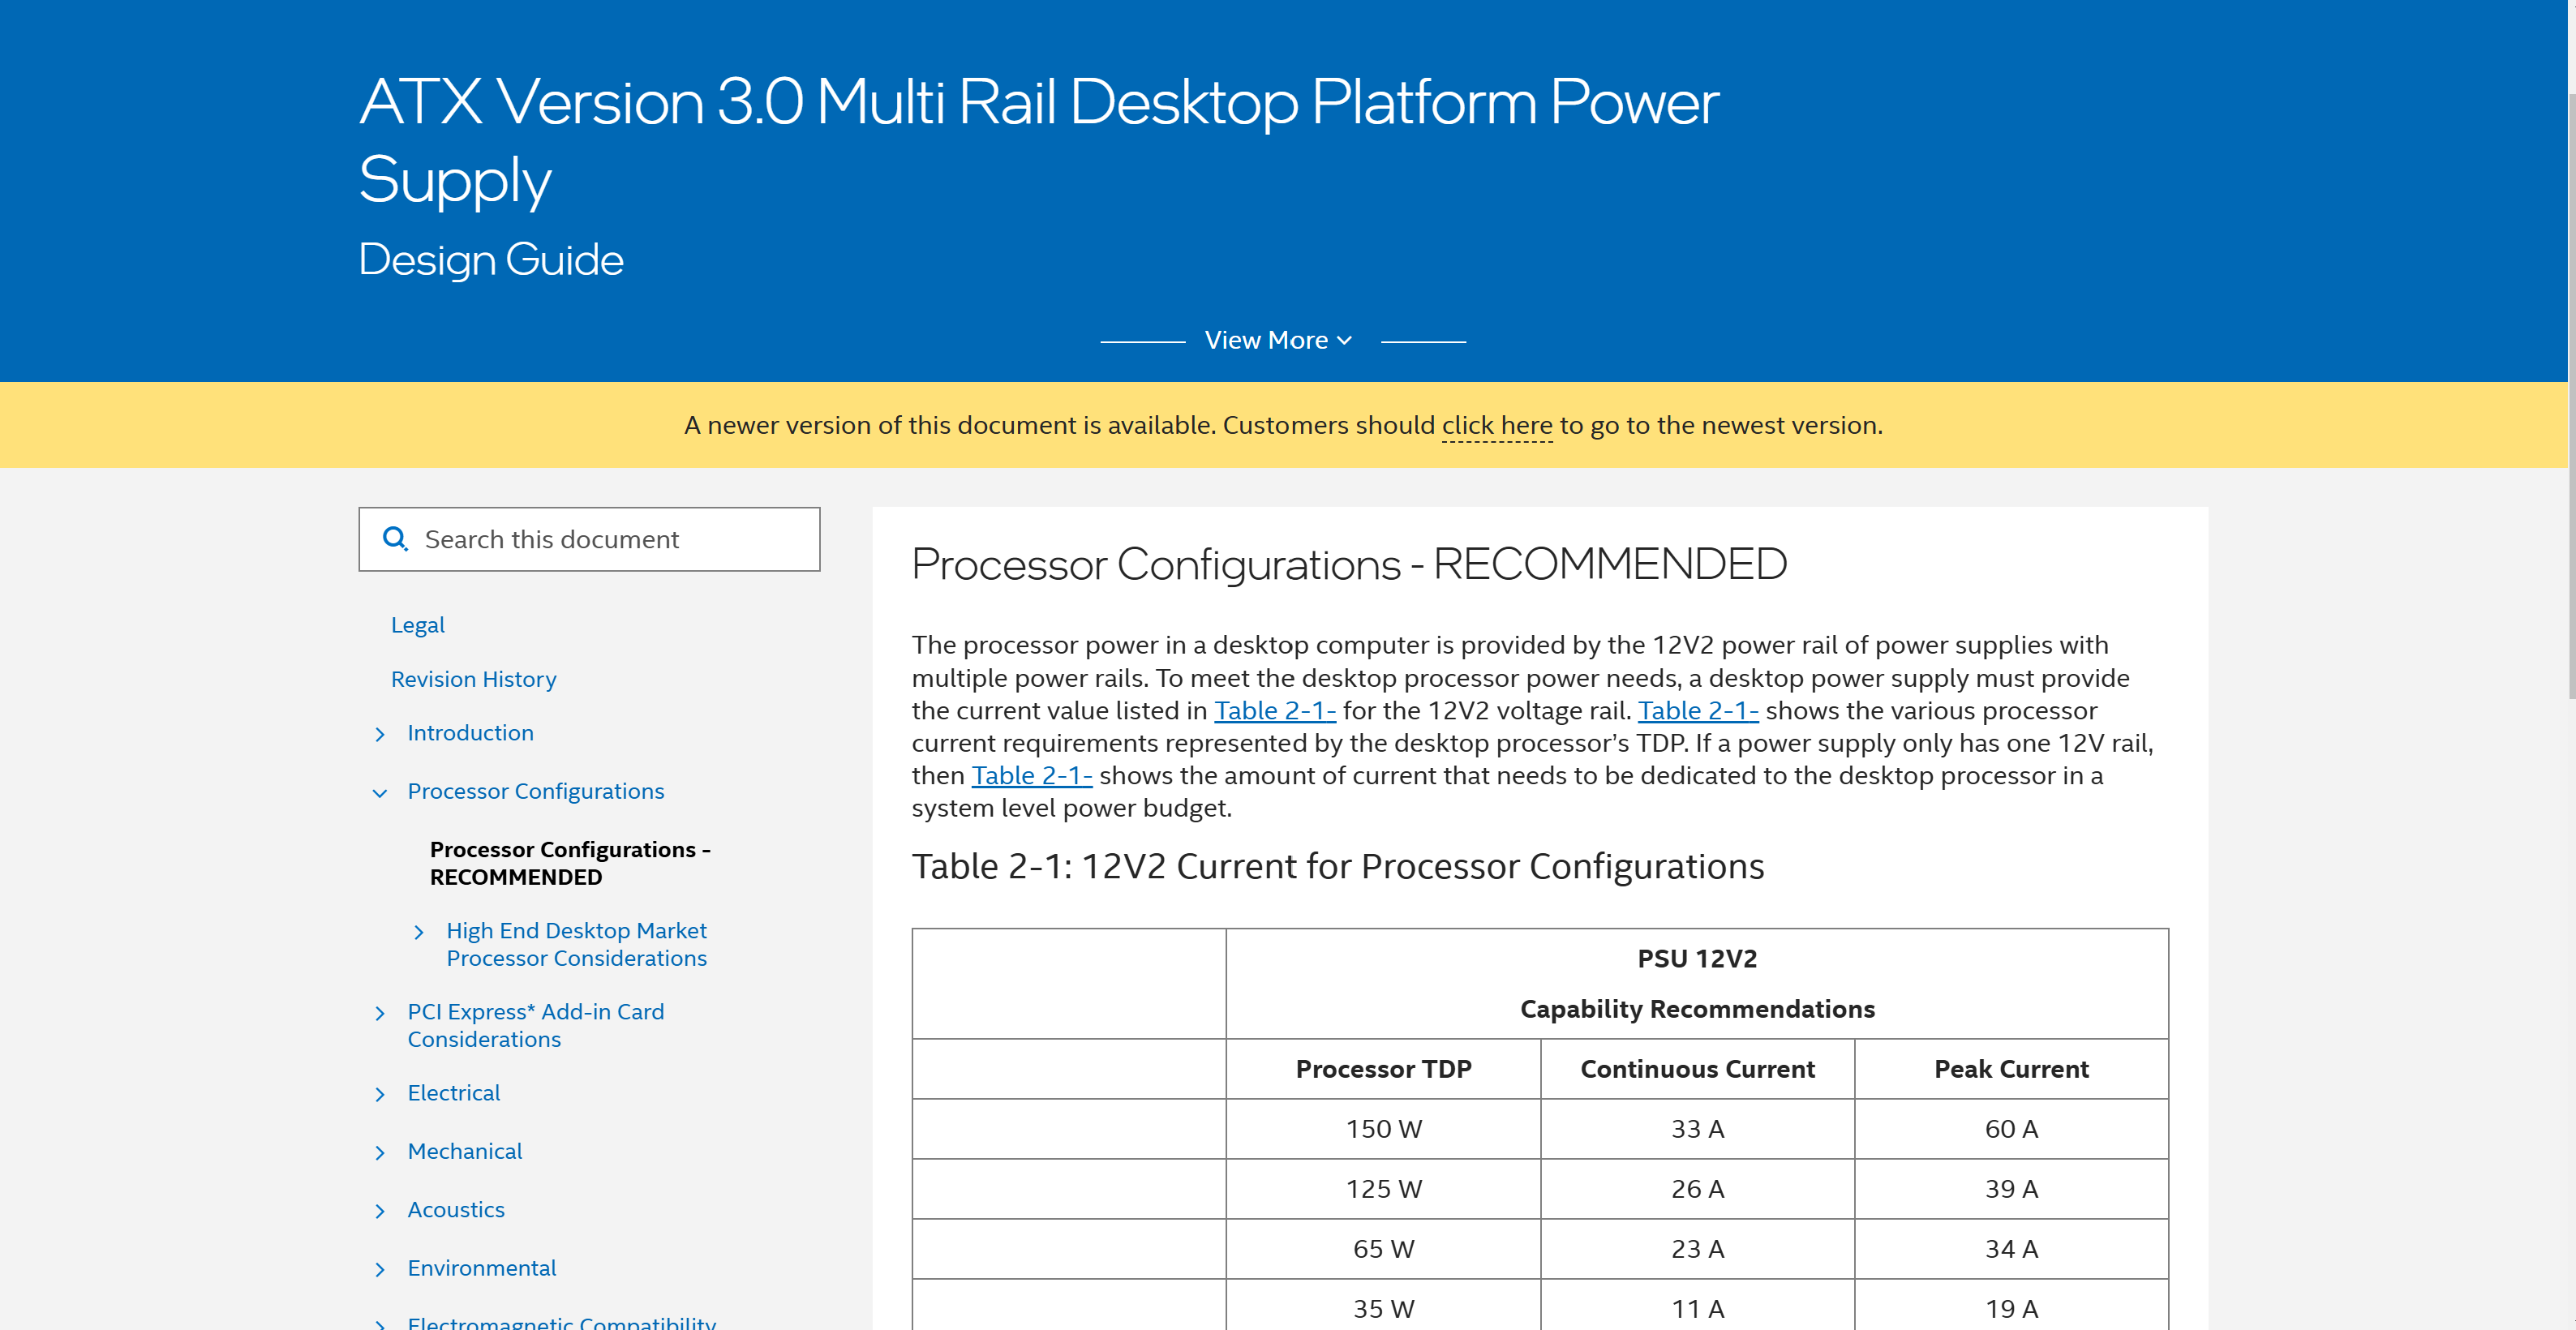 ATX Version 3.0 Multi Rail Desktop Platform Power
Supply
Design Guide
View More
A newer version of this document is available. Customers should click here to go to the newest version.
Search this document
Legal
Revision History
Introduction
Processor Configurations
Processor Configurations -
RECOMMENDED
High End Desktop Market
Processor Considerations
PCI Express* Add-in Card
Considerations
Electrical
Mechanical
Acoustics
Environmental
Electromagnetic Compatibility
Processor Configurations - RECOMMENDED
The processor power in a desktop computer is provided by the 12V2 power rail of power supplies with
multiple power rails. To meet the desktop processor power needs, a desktop power supply must provide
the current value listed in Table 2-1- for the 12V2 voltage rail. Table 2-1- shows the various processor
current requirements represented by the desktop processor’s TDP. If a power supply only has one 12V rail,
then Table 2-1- shows the amount of current that needs to be dedicated to the desktop processor in a
system level power budget.
Table 2-1: 12V2 Current for Processor Configurations
PSU 12V2
Capability Recommendations
Processor TDP Continuous Current Peak Current
150 W 33 A 60 A
125 W 26 A 39 A
65 W 23 A 34 A
35 W 11 A 19 A